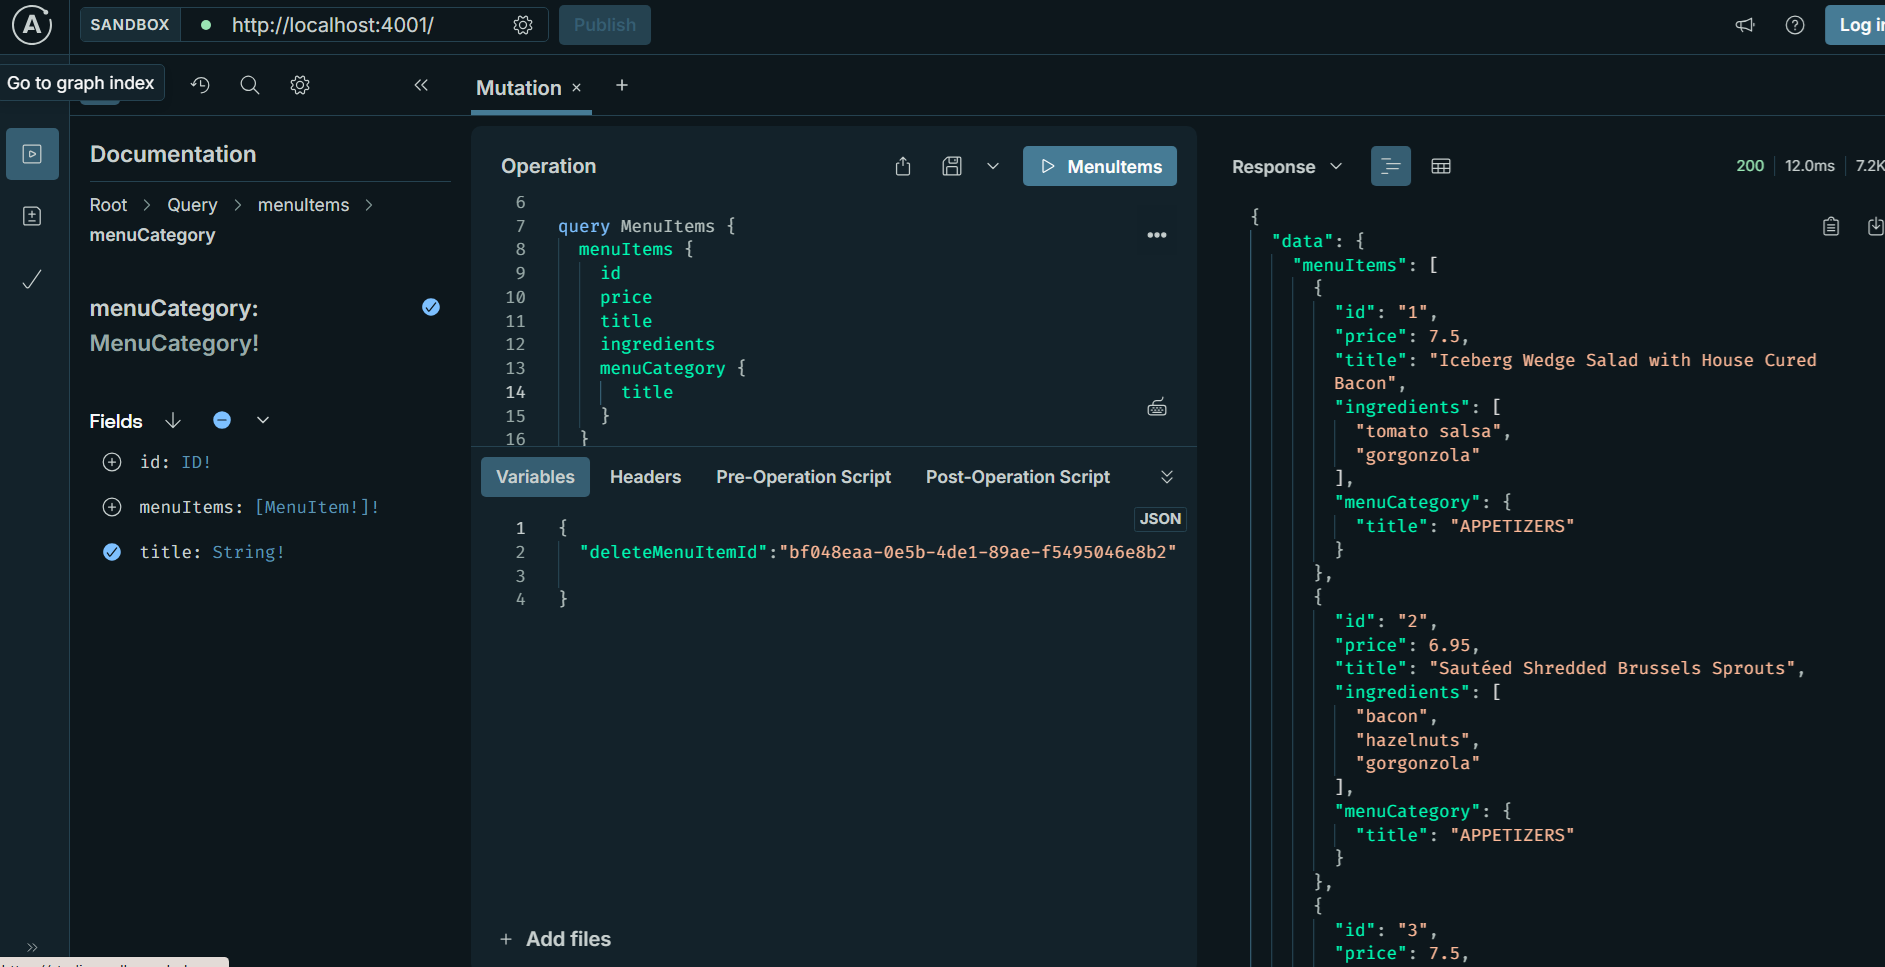 SANDBOX http://localhost:4001/ Publish
Go to graph index
Mutation
Documentation
Root > Query > menuItems >
menuCategory
menuCategory:
MenuCategory!
Fields
id: ID!
menuItems: [MenuItem!]!
title: String!
Operation
MenuItems
6
7 query MenuItems {
8 menuItems {
9 id
10 price
11 title
12 ingredients
13 menuCategory {
14 title
15 }
16 }
Variables Headers Pre-Operation Script Post-Operation Script
JSON
1 {
2 "deleteMenuItemId":"bf048eaa-0e5b-4de1-89ae-f5495046e8b2"
3
4 }
+ Add files
Response
200 12.0ms 7.2K
{
"data": {
"menuItems": [
{
"id": "1",
"price": 7.5,
"title": "Iceberg Wedge Salad with House Cured
Bacon",
"ingredients": [
"tomato salsa",
"gorgonzola"
],
"menuCategory": {
"title": "APPETIZERS"
}
},
{
"id": "2",
"price": 6.95,
"title": "Sautéed Shredded Brussels Sprouts",
"ingredients": [
"bacon",
"hazelnuts",
"gorgonzola"
],
"menuCategory": {
"title": "APPETIZERS"
}
},
{
"id": "3",
"price": 7.5,